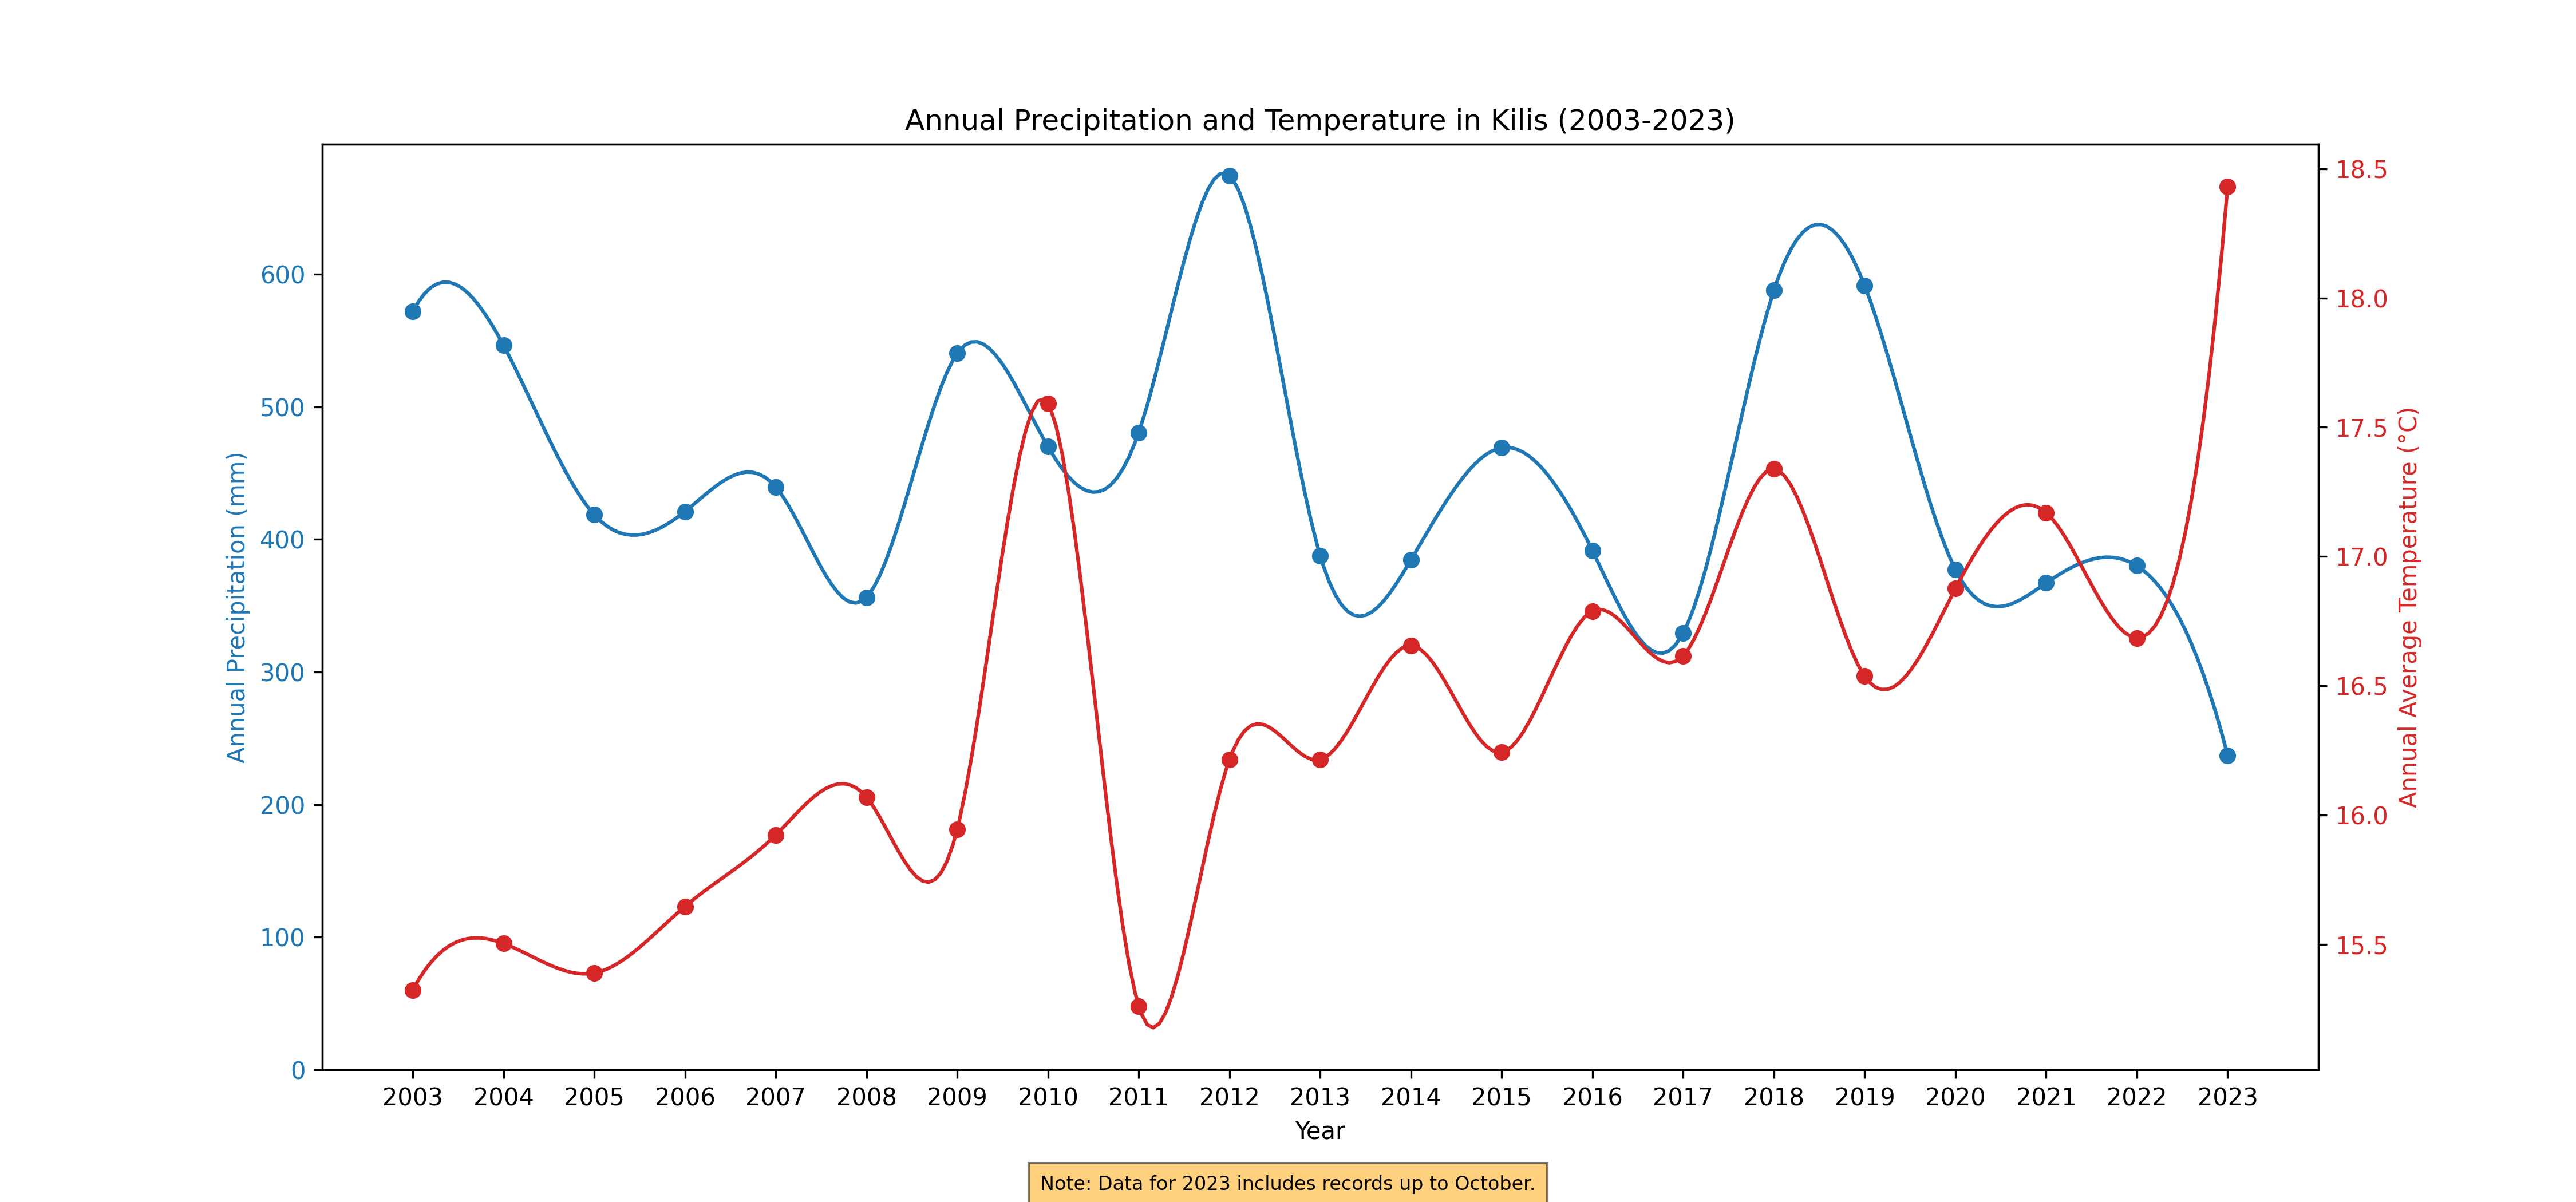 Annual Precipitation and Temperature in Kilis (2003-2023)
Annual Precipitation (mm)
600
500
400
300
200
100
0
18.5
18.0
17.5
17.0
16.5
16.0
15.5
Annual Average Temperature (°C)
2003 2004 2005 2006 2007 2008 2009 2010 2011 2012 2013 2014 2015 2016 2017 2018 2019 2020 2021 2022 2023
Year
Note: Data for 2023 includes records up to October.